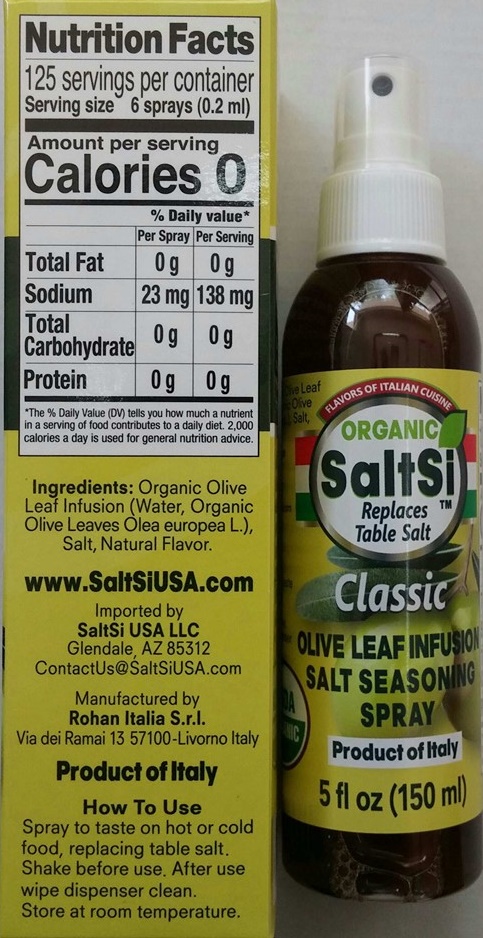 Nutrition Facts
125 servings per container
Serving size 6 sprays (0.2 ml)
Amount per serving
Calories 0
% Daily value*
Per Spray Per Serving
Total Fat 0 g 0 g
Sodium 23 mg 138 mg
Total
Carbohydrate 0 g 0 g
Protein 0 g 0 g
*The % Daily Value (DV) tells you how much a nutrient
in a serving of food contributes to a daily diet. 2,000
calories a day is used for general nutrition advice.
Ingredients: Organic Olive
Leaf Infusion (Water, Organic
Olive Leaves Olea europea L.),
Salt, Natural Flavor.
www.SaltSiUSA.com
Imported by
SaltSi USA LLC
Glendale, AZ 85312
ContactUs@SaltSiUSA.com
Manufactured by
Rohan Italia S.r.l.
Via dei Ramai 13 57100-Livorno Italy
Product of Italy
How To Use
Spray to taste on hot or cold
food, replacing table salt.
Shake before use. After use
wipe dispenser clean.
Store at room temperature.
Leaf
Olive
Salt,
FLAVORS OF ITALIAN CUISINE
ORGANIC
SaltSi
Replaces TM
Table Salt
Classic
OLIVE LEAF INFUSION
SALT SEASONING
SPRAY
Product of Italy
5 fl oz (150 ml)